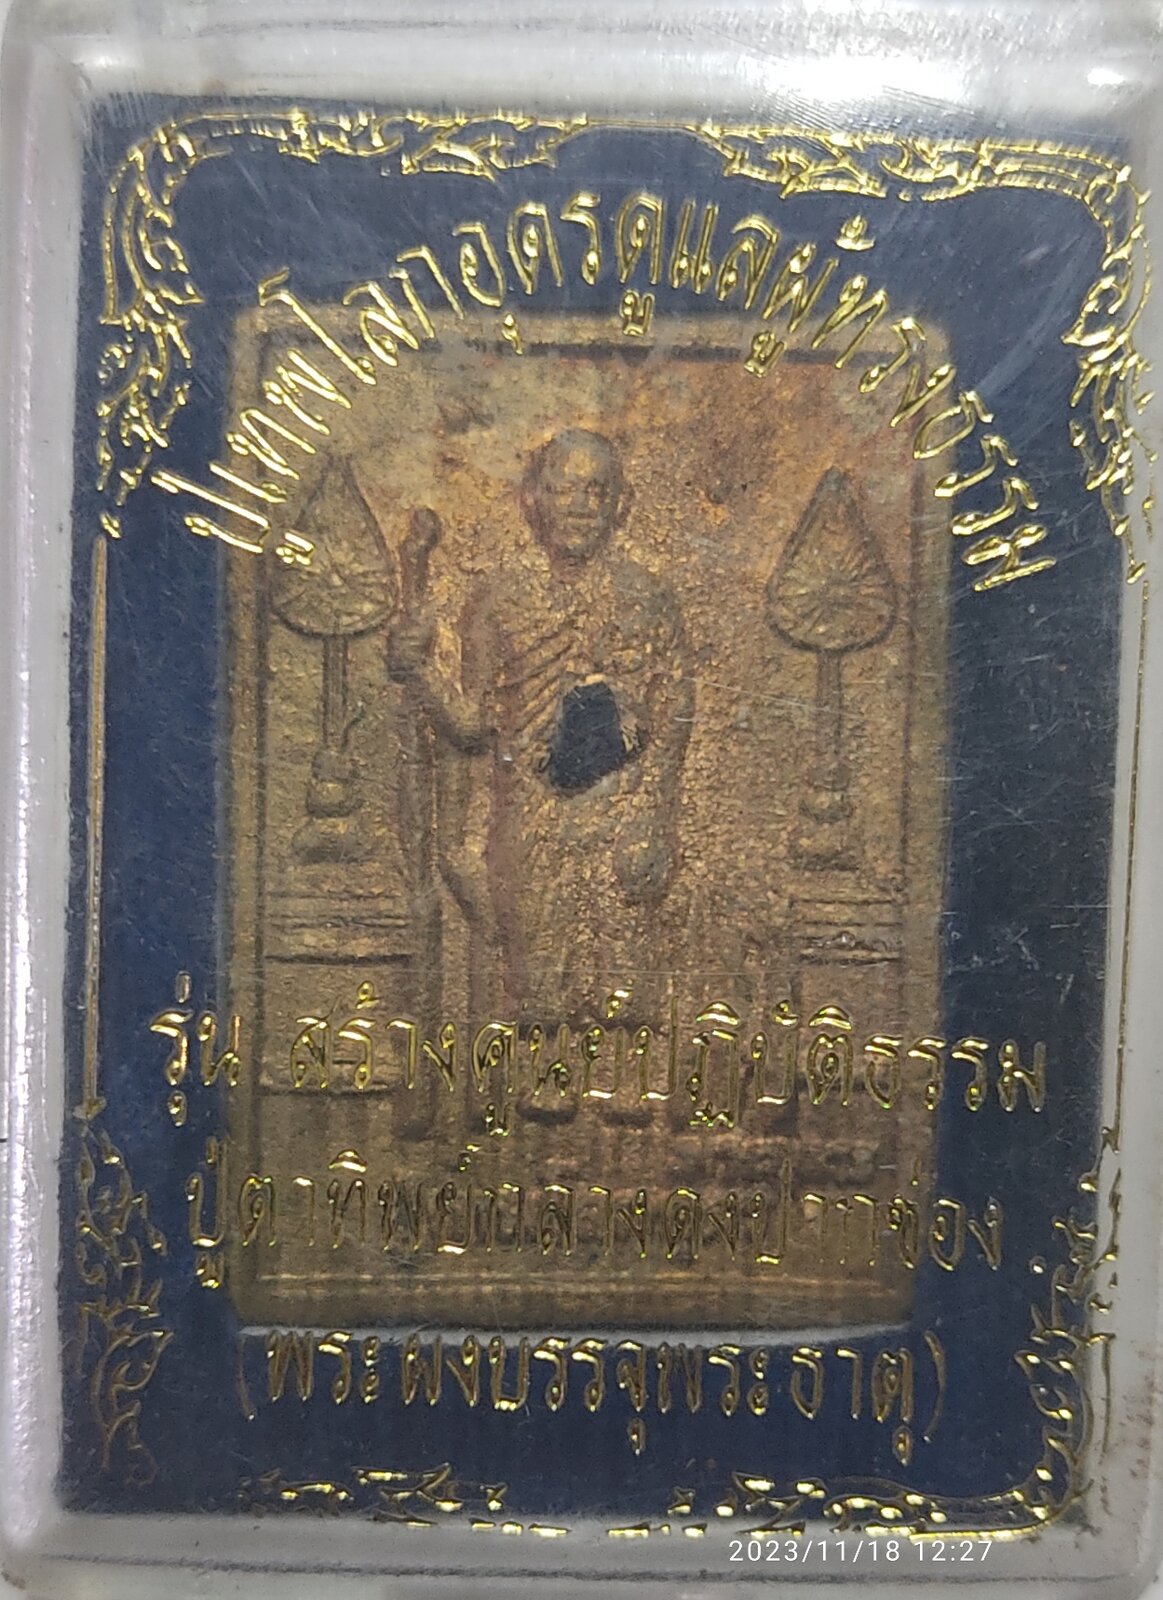 ปู่เทพโลกอุดรดูแลผู้ทรงธรรม
รุ่น สร้างศูนย์ปฏิบัติธรรม
ปู่ตาทิพย์กลางดงปากช่อง
(พระผงบรรจุพระธาตุ)
2023/11/18 12:27